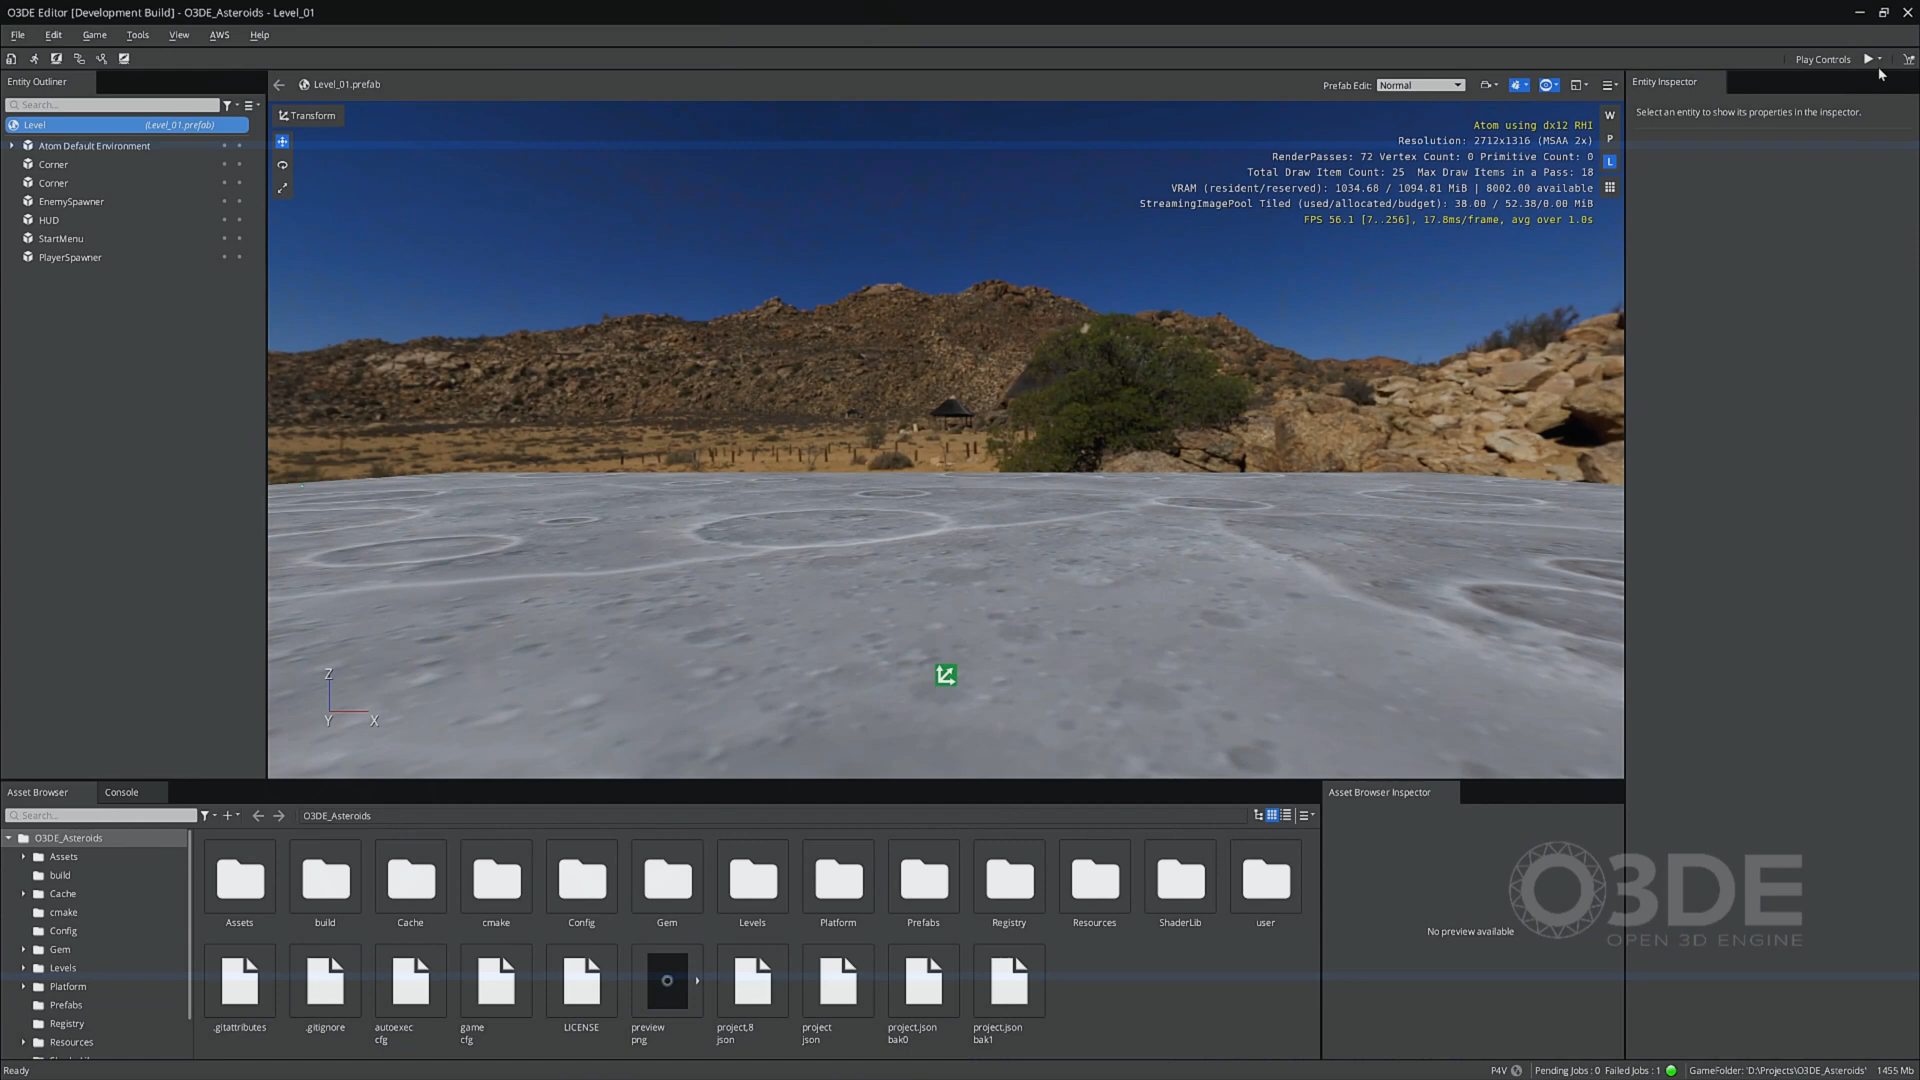 O3DE Editor [Development Build] - O3DE_Asteroids - Level_01
File Edit Game Tools View AWS Help
Play Controls
Entity Outliner
Search...
Level (Level_01.prefab)
Atom Default Environment
Corner
Corner
EnemySpawner
HUD
StartMenu
PlayerSpawner
Level_01.prefab
Prefab Edit: Normal
Transform
Atom using dx12 RHI
Resolution: 2712x1316 (MSAA 2x)
RenderPasses: 72 Vertex Count: 0 Primitive Count: 0
Total Draw Item Count: 25 Max Draw Items in a Pass: 18
VRAM (resident/reserved): 1034.68 / 1094.81 MiB | 8002.00 available
StreamingImagePool Tiled (used/allocated/budget): 38.00 / 52.38/0.00 MiB
FPS 56.1 [7..256], 17.8ms/frame, avg over 1.0s
W
P
L
Z
Y X
Entity Inspector
Select an entity to show its properties in the inspector.
Asset Browser Console
Search...
O3DE_Asteroids
O3DE_Asteroids
Assets
build
Cache
cmake
Config
Gem
Levels
Platform
Prefabs
Registry
Resources
Assets build Cache cmake Config Gem Levels Platform Prefabs Registry Resources ShaderLib user
.gitattributes .gitignore autoexec cfg game cfg LICENSE preview png project.8 json project json project.json bak0 project.json bak1
Asset Browser Inspector
No preview available
O3DE
OPEN 3D ENGINE
Ready
P4V Pending Jobs : 0 Failed Jobs : 1 GameFolder: 'D:\Projects\O3DE_Asteroids' 1455 Mb